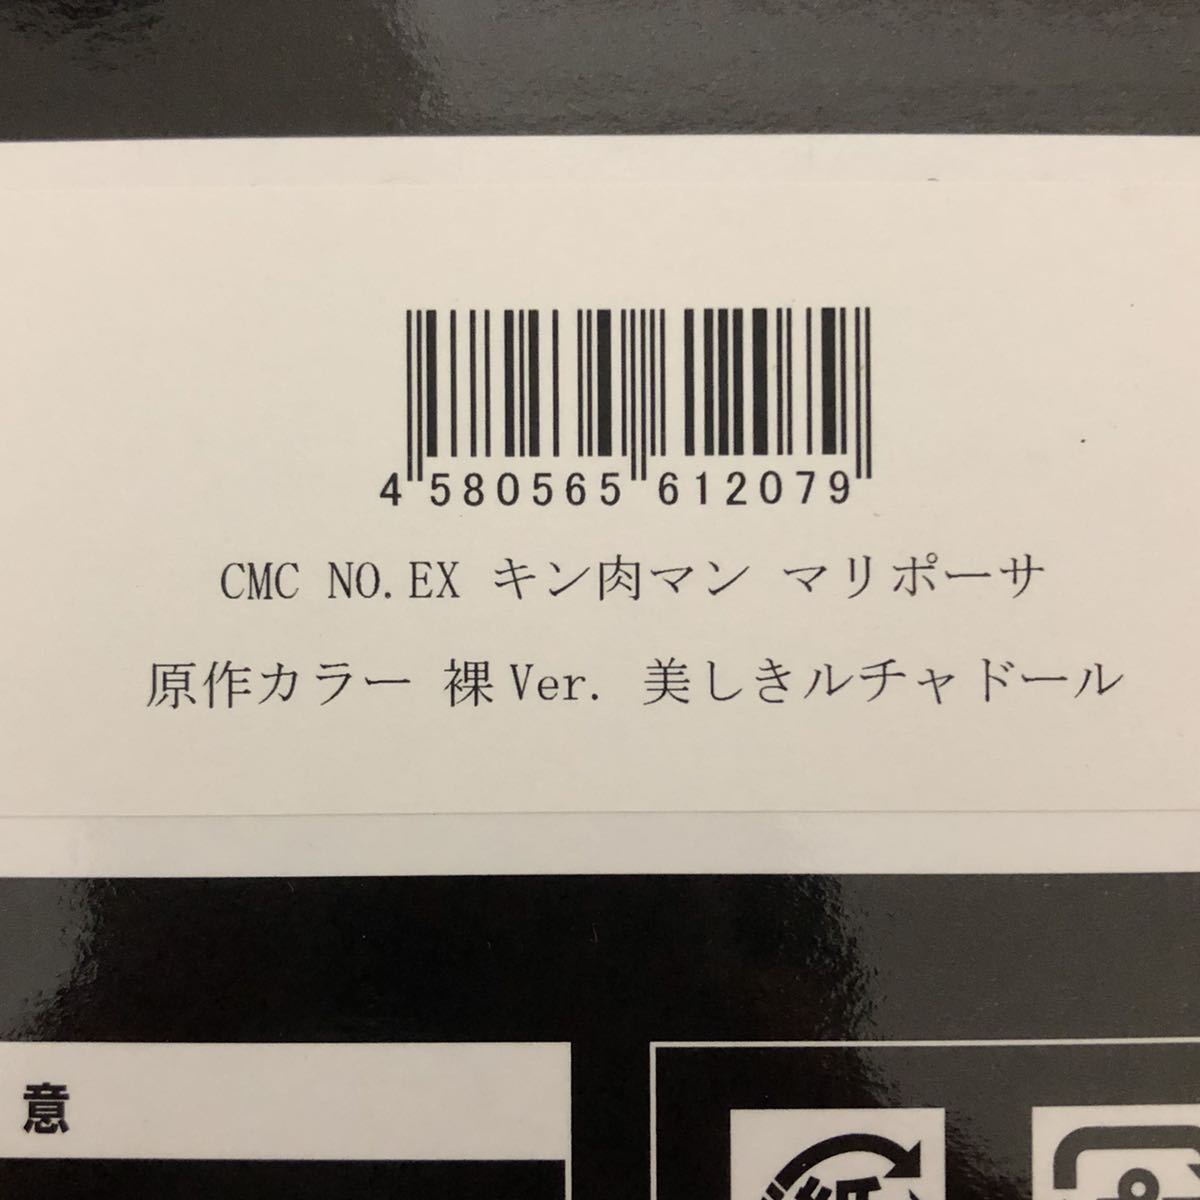 4 580565 612079
CMC NO.EX キン肉マン マリポーサ
原作カラー 裸Ver. 美しきルチャドール
意
紙